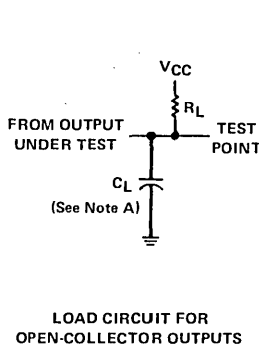 VCC
RL
FROM OUTPUT
UNDER TEST
TEST
POINT
CL
(See Note A)
LOAD CIRCUIT FOR
OPEN-COLLECTOR OUTPUTS